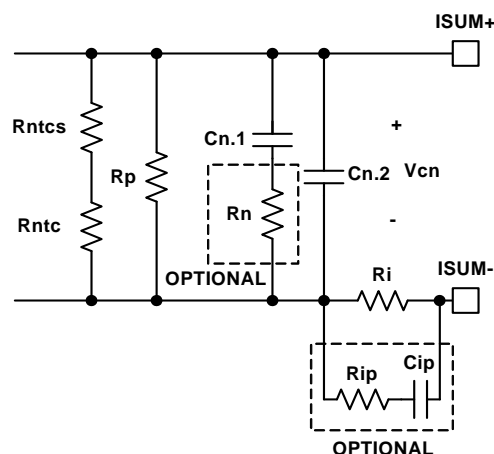 ISUM+
Rntcs
Cn.1
+
Rp
Cn.2
Vcn
Rntc
Rn
-
OPTIONAL
Ri
ISUM-
Rip
Cip
OPTIONAL